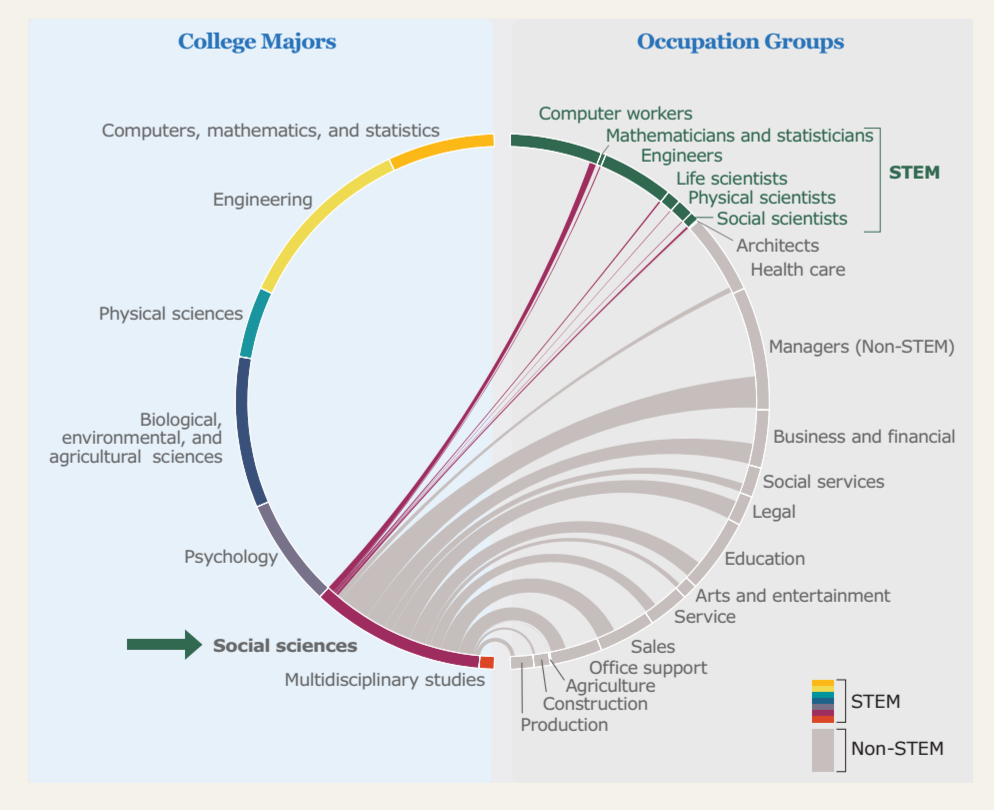 College Majors
Occupation Groups
Computer workers
Computers, mathematics, and statistics
Mathematicians and statisticians
Engineers
STEM
Life scientists
Engineering
Physical scientists
Social scientists
Architects
Health care
Physical sciences
Managers (Non-STEM)
Biological,
environmental, and
agricultural sciences
Business and financial
Social services
Legal
Psychology
Education
Arts and entertainment
Service
Social sciences
Sales
Office support
Multidisciplinary studies
Agriculture
Construction
Production
STEM
Non-STEM